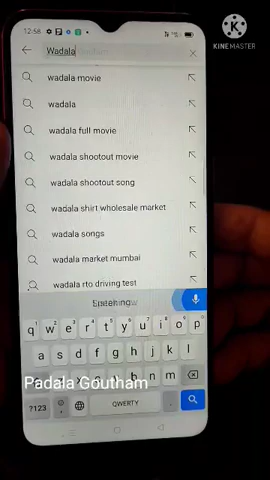 12:58
KINEMASTER
Wadala
wadala movie
wadala
wadala full movie
wadala shootout movie
wadala shootout song
wadala shirt wholesale market
wadala songs
wadala market mumbai
wadala rto driving test
q w e r t y u i o p
a s d f g h j k l
Padala Goutham
?123 QWERTY .